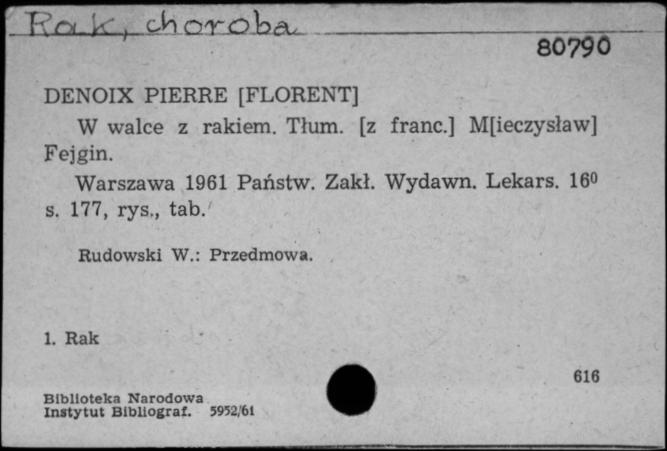 Rak, choroba
80790
DENOIX PIERRE [FLORENT]
W walce z rakiem. Tłum. [z franc.] M[ieczysław]
Fejgin.
Warszawa 1961 Państw. Zakł. Wydawn. Lekars. 16⁰
s. 177, rys., tab.
Rudowski W.: Przedmowa.
1. Rak
616
Biblioteka Narodowa
Instytut Bibliograf. 5952/61